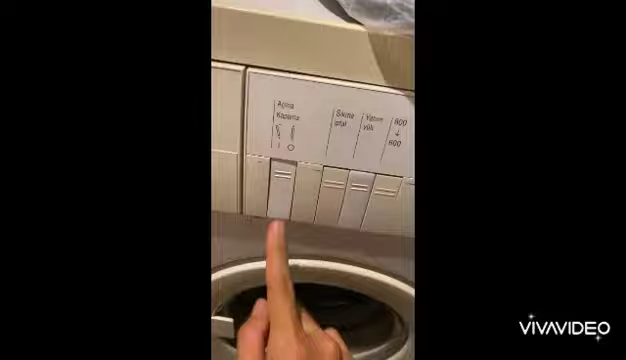 Açma
Kapama
Sıkma
iptal
Yarım
yük
800
↓
600
VIVAVIDEO